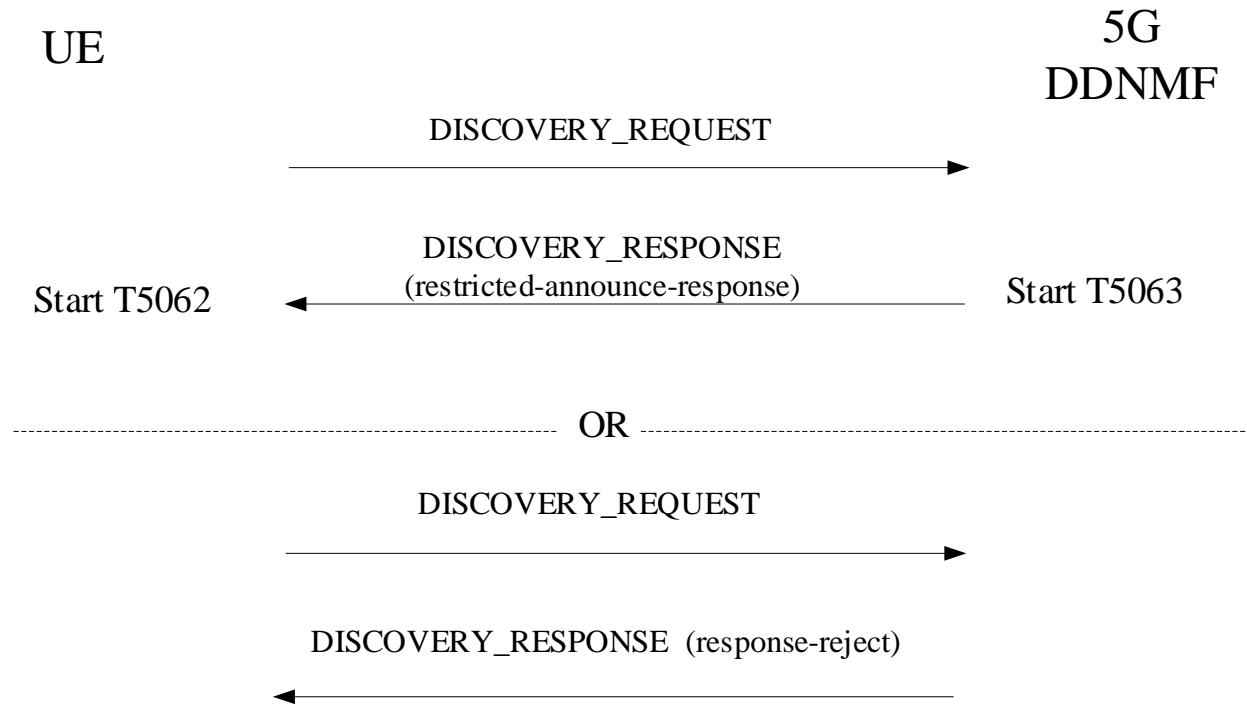 UE
5G
DDNMF
DISCOVERY_REQUEST
DISCOVERY_RESPONSE
(restricted-announce-response)
Start T5062
Start T5063
OR
DISCOVERY_REQUEST
DISCOVERY_RESPONSE (response-reject)